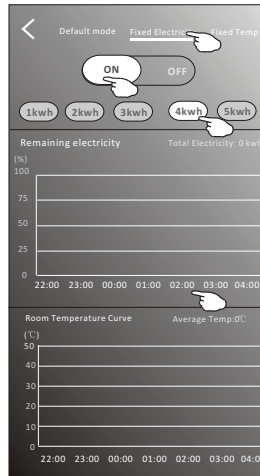 Default mode Fixed Electric Fixed Temp
ON OFF
1kwh 2kwh 3kwh 4kwh 5kwh
Remaining electricity Total Electricity: 0 kwh
(%)
100
75
50
25
0
22:00 23:00 00:00 01:00 02:00 03:00 04:00
Room Temperature Curve Average Temp:0℃
(℃)
50
40
30
20
10
0
22:00 23:00 00:00 01:00 02:00 03:00 04:0